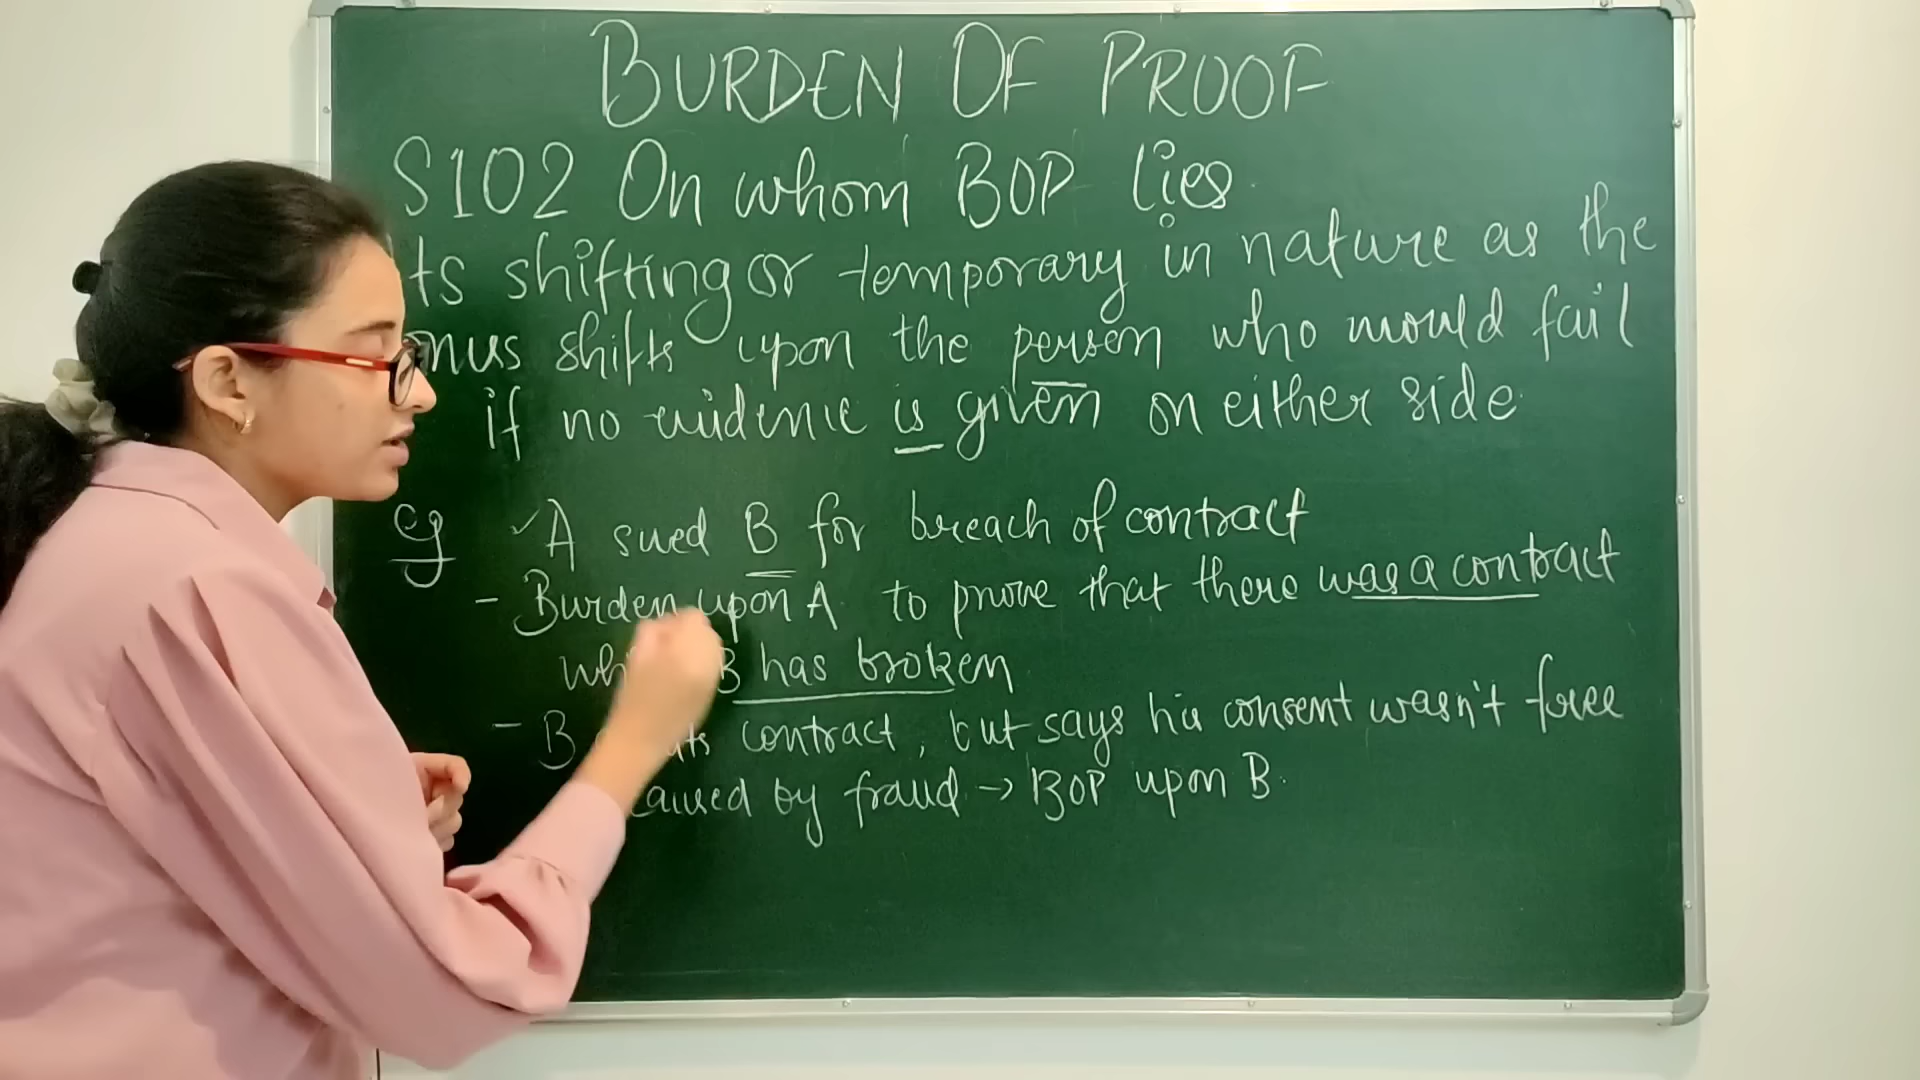 BURDEN OF PROOF
S102 On whom BOP lies
ts shifting or temporary in nature as the
onus shifts upon the person who would fail
if no evidence is given on either side
eg ✓A sued B for breach of contract
- Burden upon A to prove that there was a contract
B has broken
- B contract, but says his consent wasn't free
caused by fraud → BOP upon B.